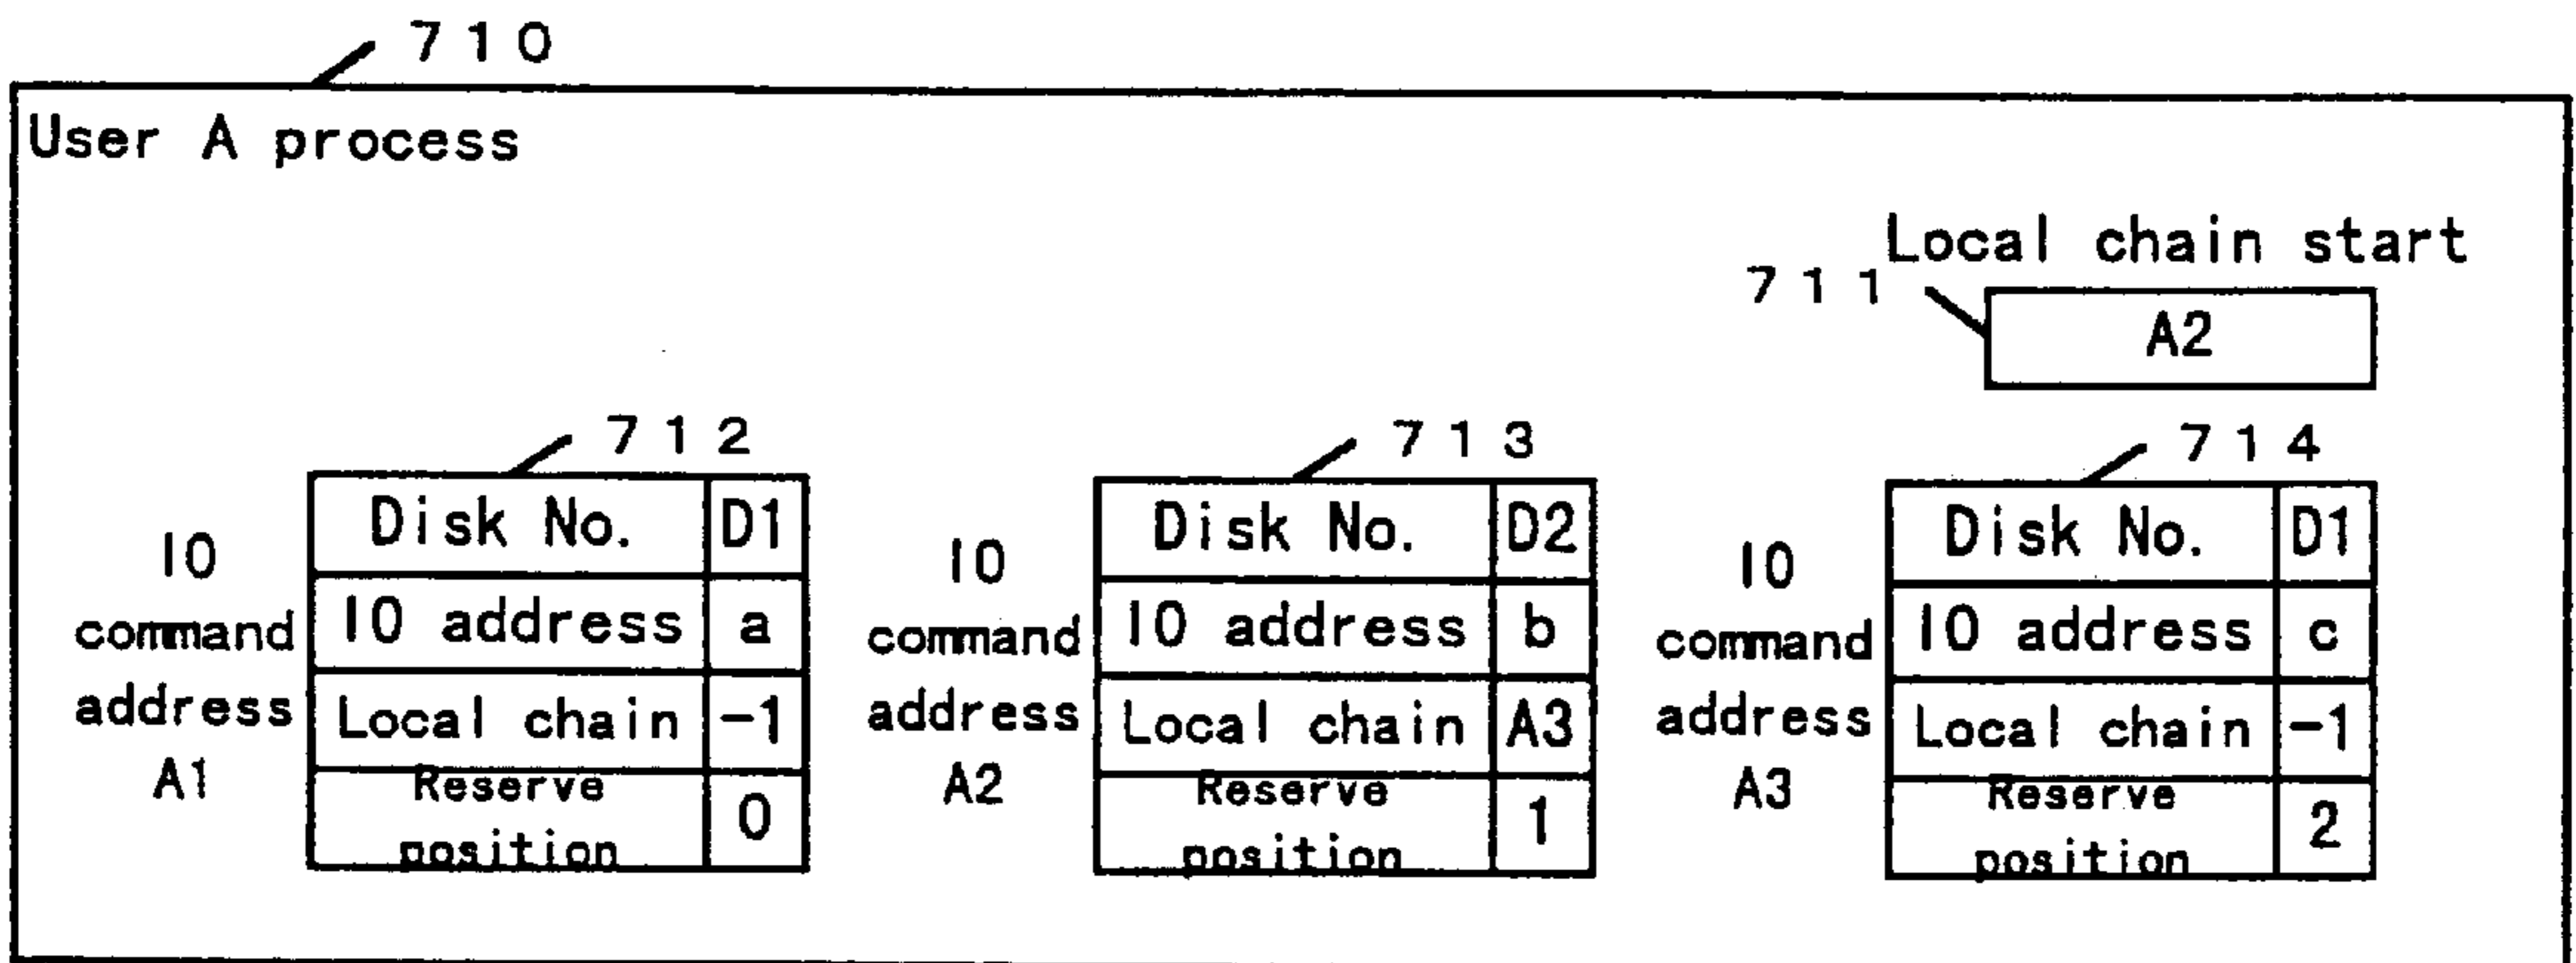 710
User A process
Local chain start
711
A2
712
IO
command
address
A1
Disk No. D1
IO address a
Local chain -1
Reserve
position 0
713
IO
command
address
A2
Disk No. D2
IO address b
Local chain A3
Reserve
position 1
714
IO
command
address
A3
Disk No. D1
IO address c
Local chain -1
Reserve
position 2